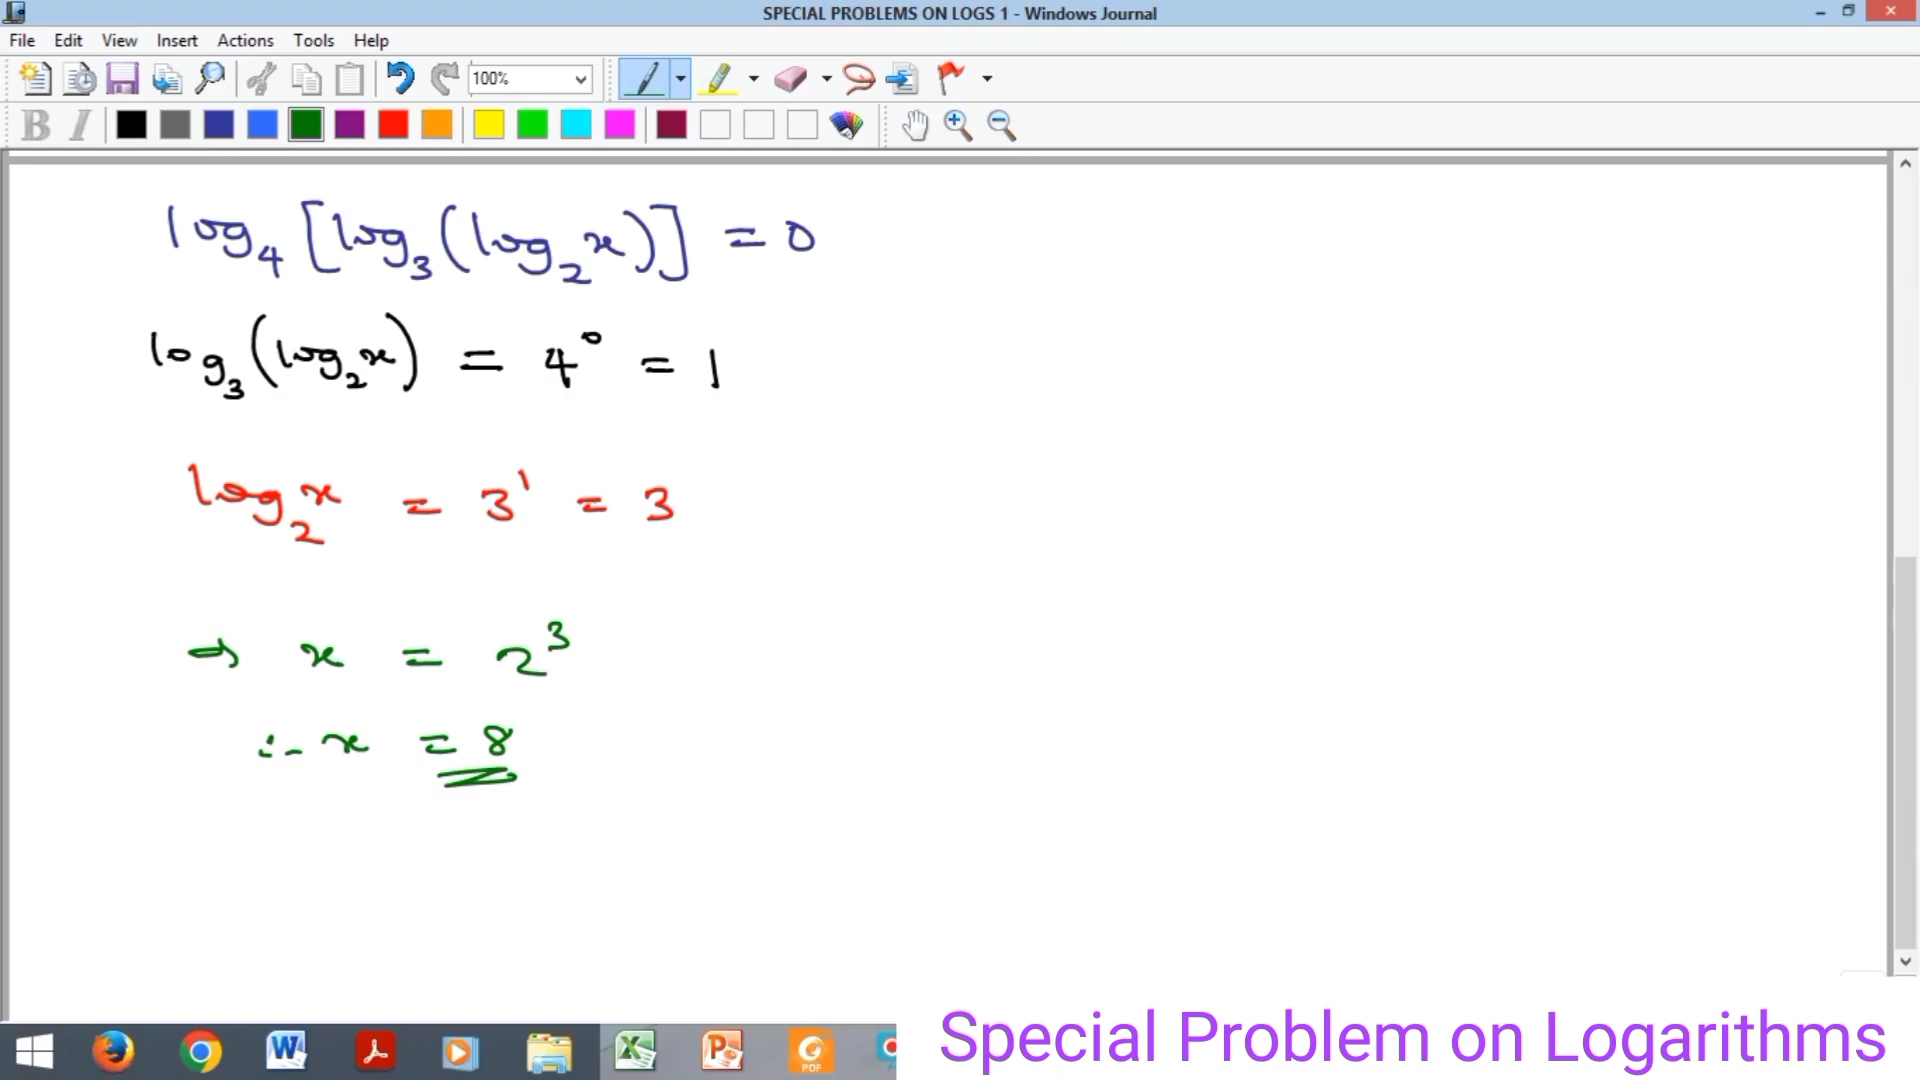 SPECIAL PROBLEMS ON LOGS 1 - Windows Journal
File Edit View Insert Actions Tools Help
100%
B I
log₄[log₃(log₂x)] = 0
log₃(log₂x) = 4⁰ = 1
log₂x = 3¹ = 3
⇒ x = 2³
∴ x = 8
Special Problem on Logarithms